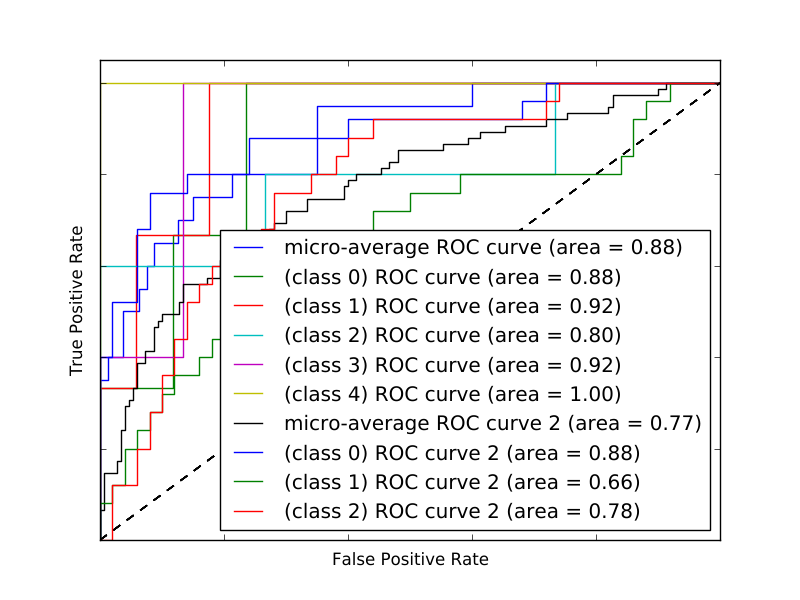 True Positive Rate
micro-average ROC curve (area = 0.88)
(class 0) ROC curve (area = 0.88)
(class 1) ROC curve (area = 0.92)
(class 2) ROC curve (area = 0.80)
(class 3) ROC curve (area = 0.92)
(class 4) ROC curve (area = 1.00)
micro-average ROC curve 2 (area = 0.77)
(class 0) ROC curve 2 (area = 0.88)
(class 1) ROC curve 2 (area = 0.66)
(class 2) ROC curve 2 (area = 0.78)
False Positive Rate